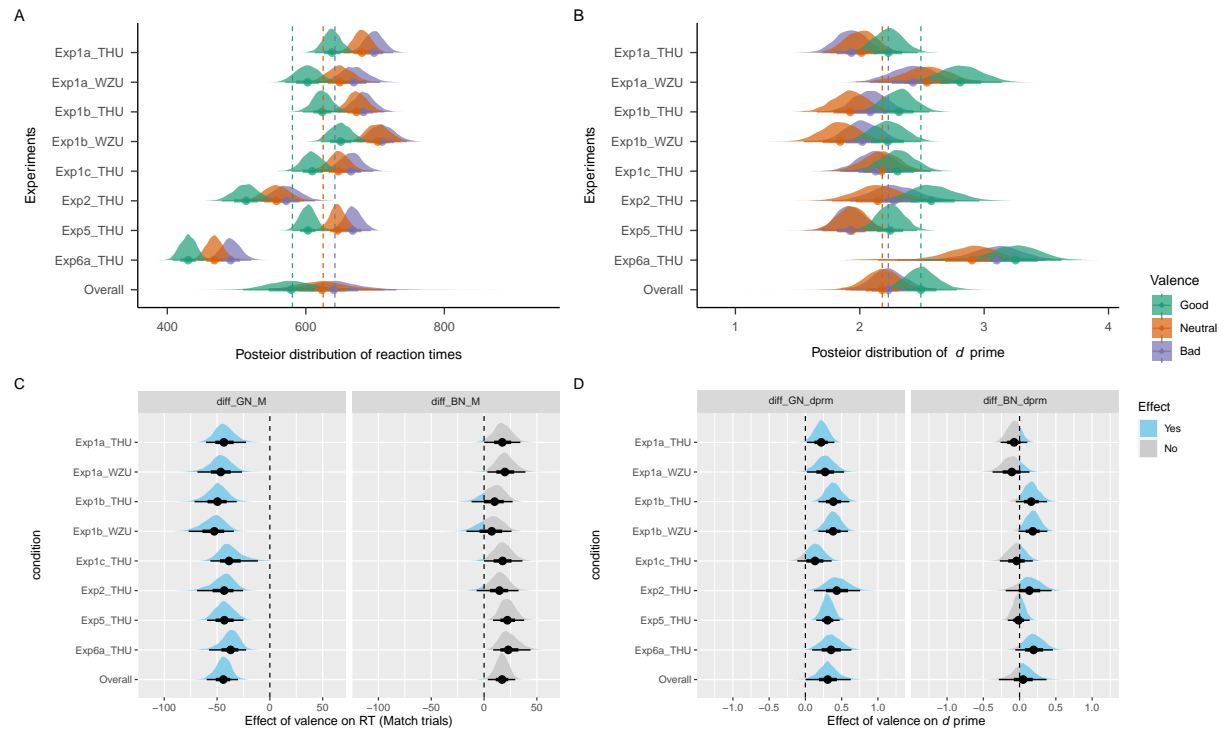 A
B
Experiments
Exp1a_THU
Exp1a_WZU
Exp1b_THU
Exp1b_WZU
Exp1c_THU
Exp2_THU
Exp5_THU
Exp6a_THU
Overall
400 600 800
Posteior distribution of reaction times
Experiments
Exp1a_THU
Exp1a_WZU
Exp1b_THU
Exp1b_WZU
Exp1c_THU
Exp2_THU
Exp5_THU
Exp6a_THU
Overall
1 2 3 4
Posterior distribution of d prime
Valence
Good
Neutral
Bad
C
D
diff_GN_M diff_BN_M
condition
Exp1a_THU
Exp1a_WZU
Exp1b_THU
Exp1b_WZU
Exp1c_THU
Exp2_THU
Exp5_THU
Exp6a_THU
Overall
−100 −50 0 50 −100 −50 0 50
Effect of valence on RT (Match trials)
diff_GN_dprm diff_BN_dprm
condition
Exp1a_THU
Exp1a_WZU
Exp1b_THU
Exp1b_WZU
Exp1c_THU
Exp2_THU
Exp5_THU
Exp6a_THU
Overall
−1.0 −0.5 0.0 0.5 1.0 −1.0 −0.5 0.0 0.5 1.0
Effect of valence on d prime
Effect
Yes
No